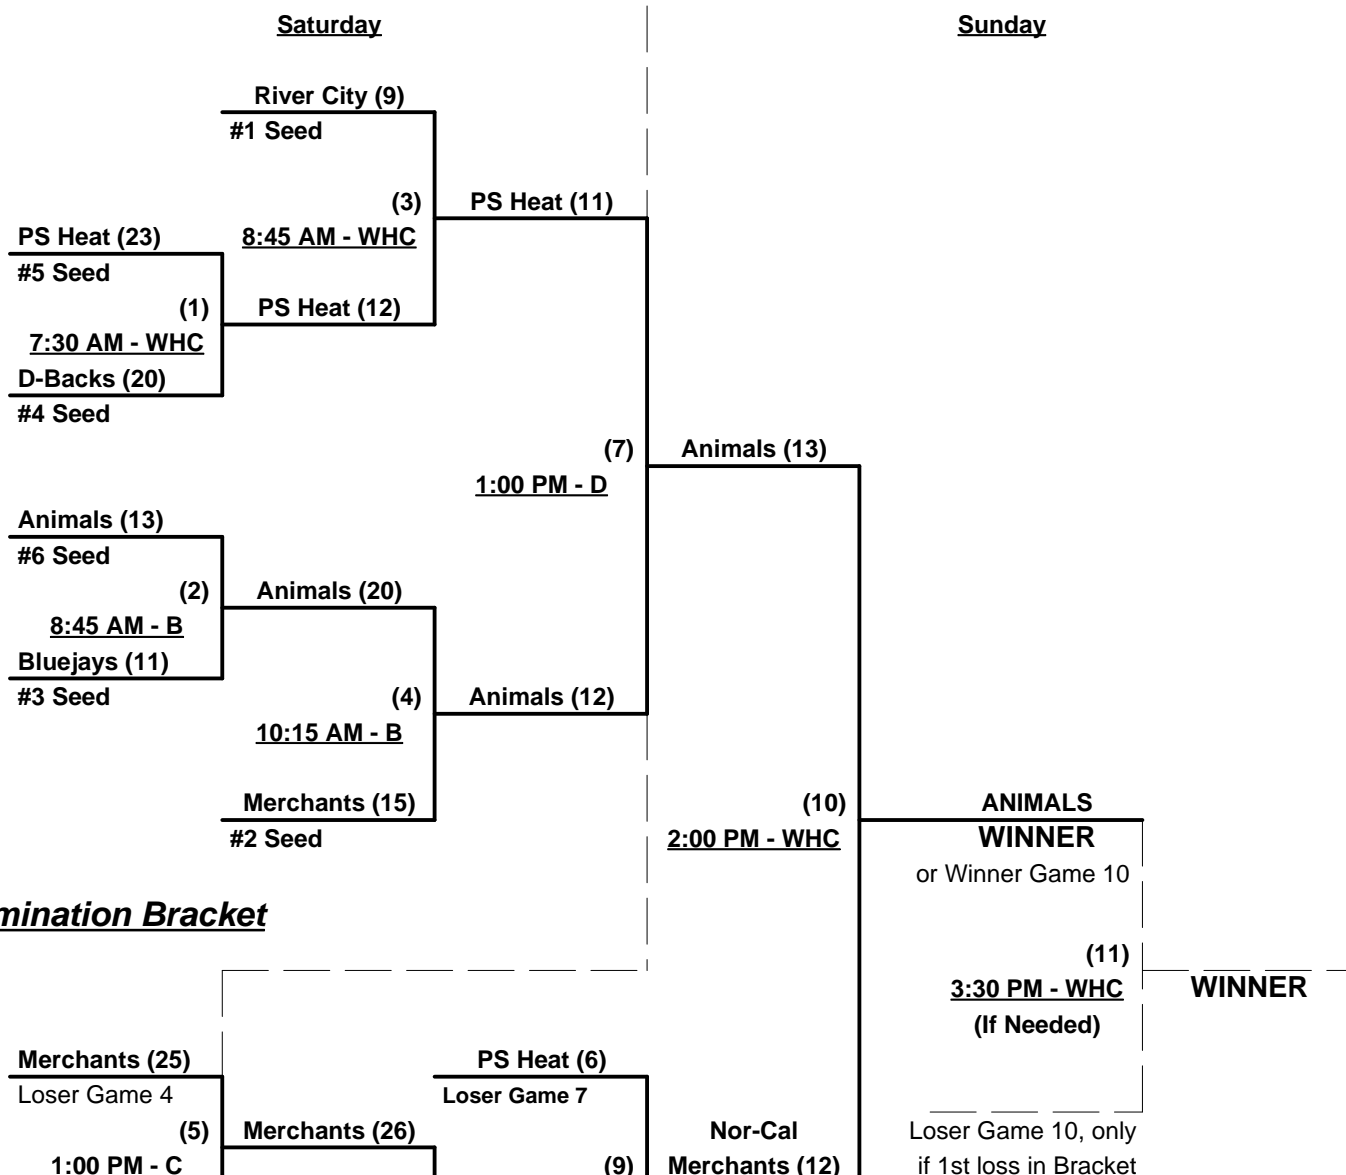 Saturday
Sunday
River City (9)
#1 Seed
(3)
PS Heat (11)
8:45 AM - WHC
PS Heat (23)
#5 Seed
(1)
PS Heat (12)
7:30 AM - WHC
D-Backs (20)
#4 Seed
(7)
Animals (13)
1:00 PM - D
Animals (13)
#6 Seed
(2)
Animals (20)
8:45 AM - B
Bluejays (11)
#3 Seed
(4)
Animals (12)
10:15 AM - B
Merchants (15)
#2 Seed
(10)
ANIMALS
2:00 PM - WHC
WINNER
or Winner Game 10
mination Bracket
(11)
3:30 PM - WHC
WINNER
(If Needed)
Merchants (25)
PS Heat (6)
Loser Game 4
Loser Game 7
(5)
Merchants (26)
Nor-Cal
Loser Game 10, only
1:00 PM - C
(9)
Merchants (12)
if 1st loss in Bracket